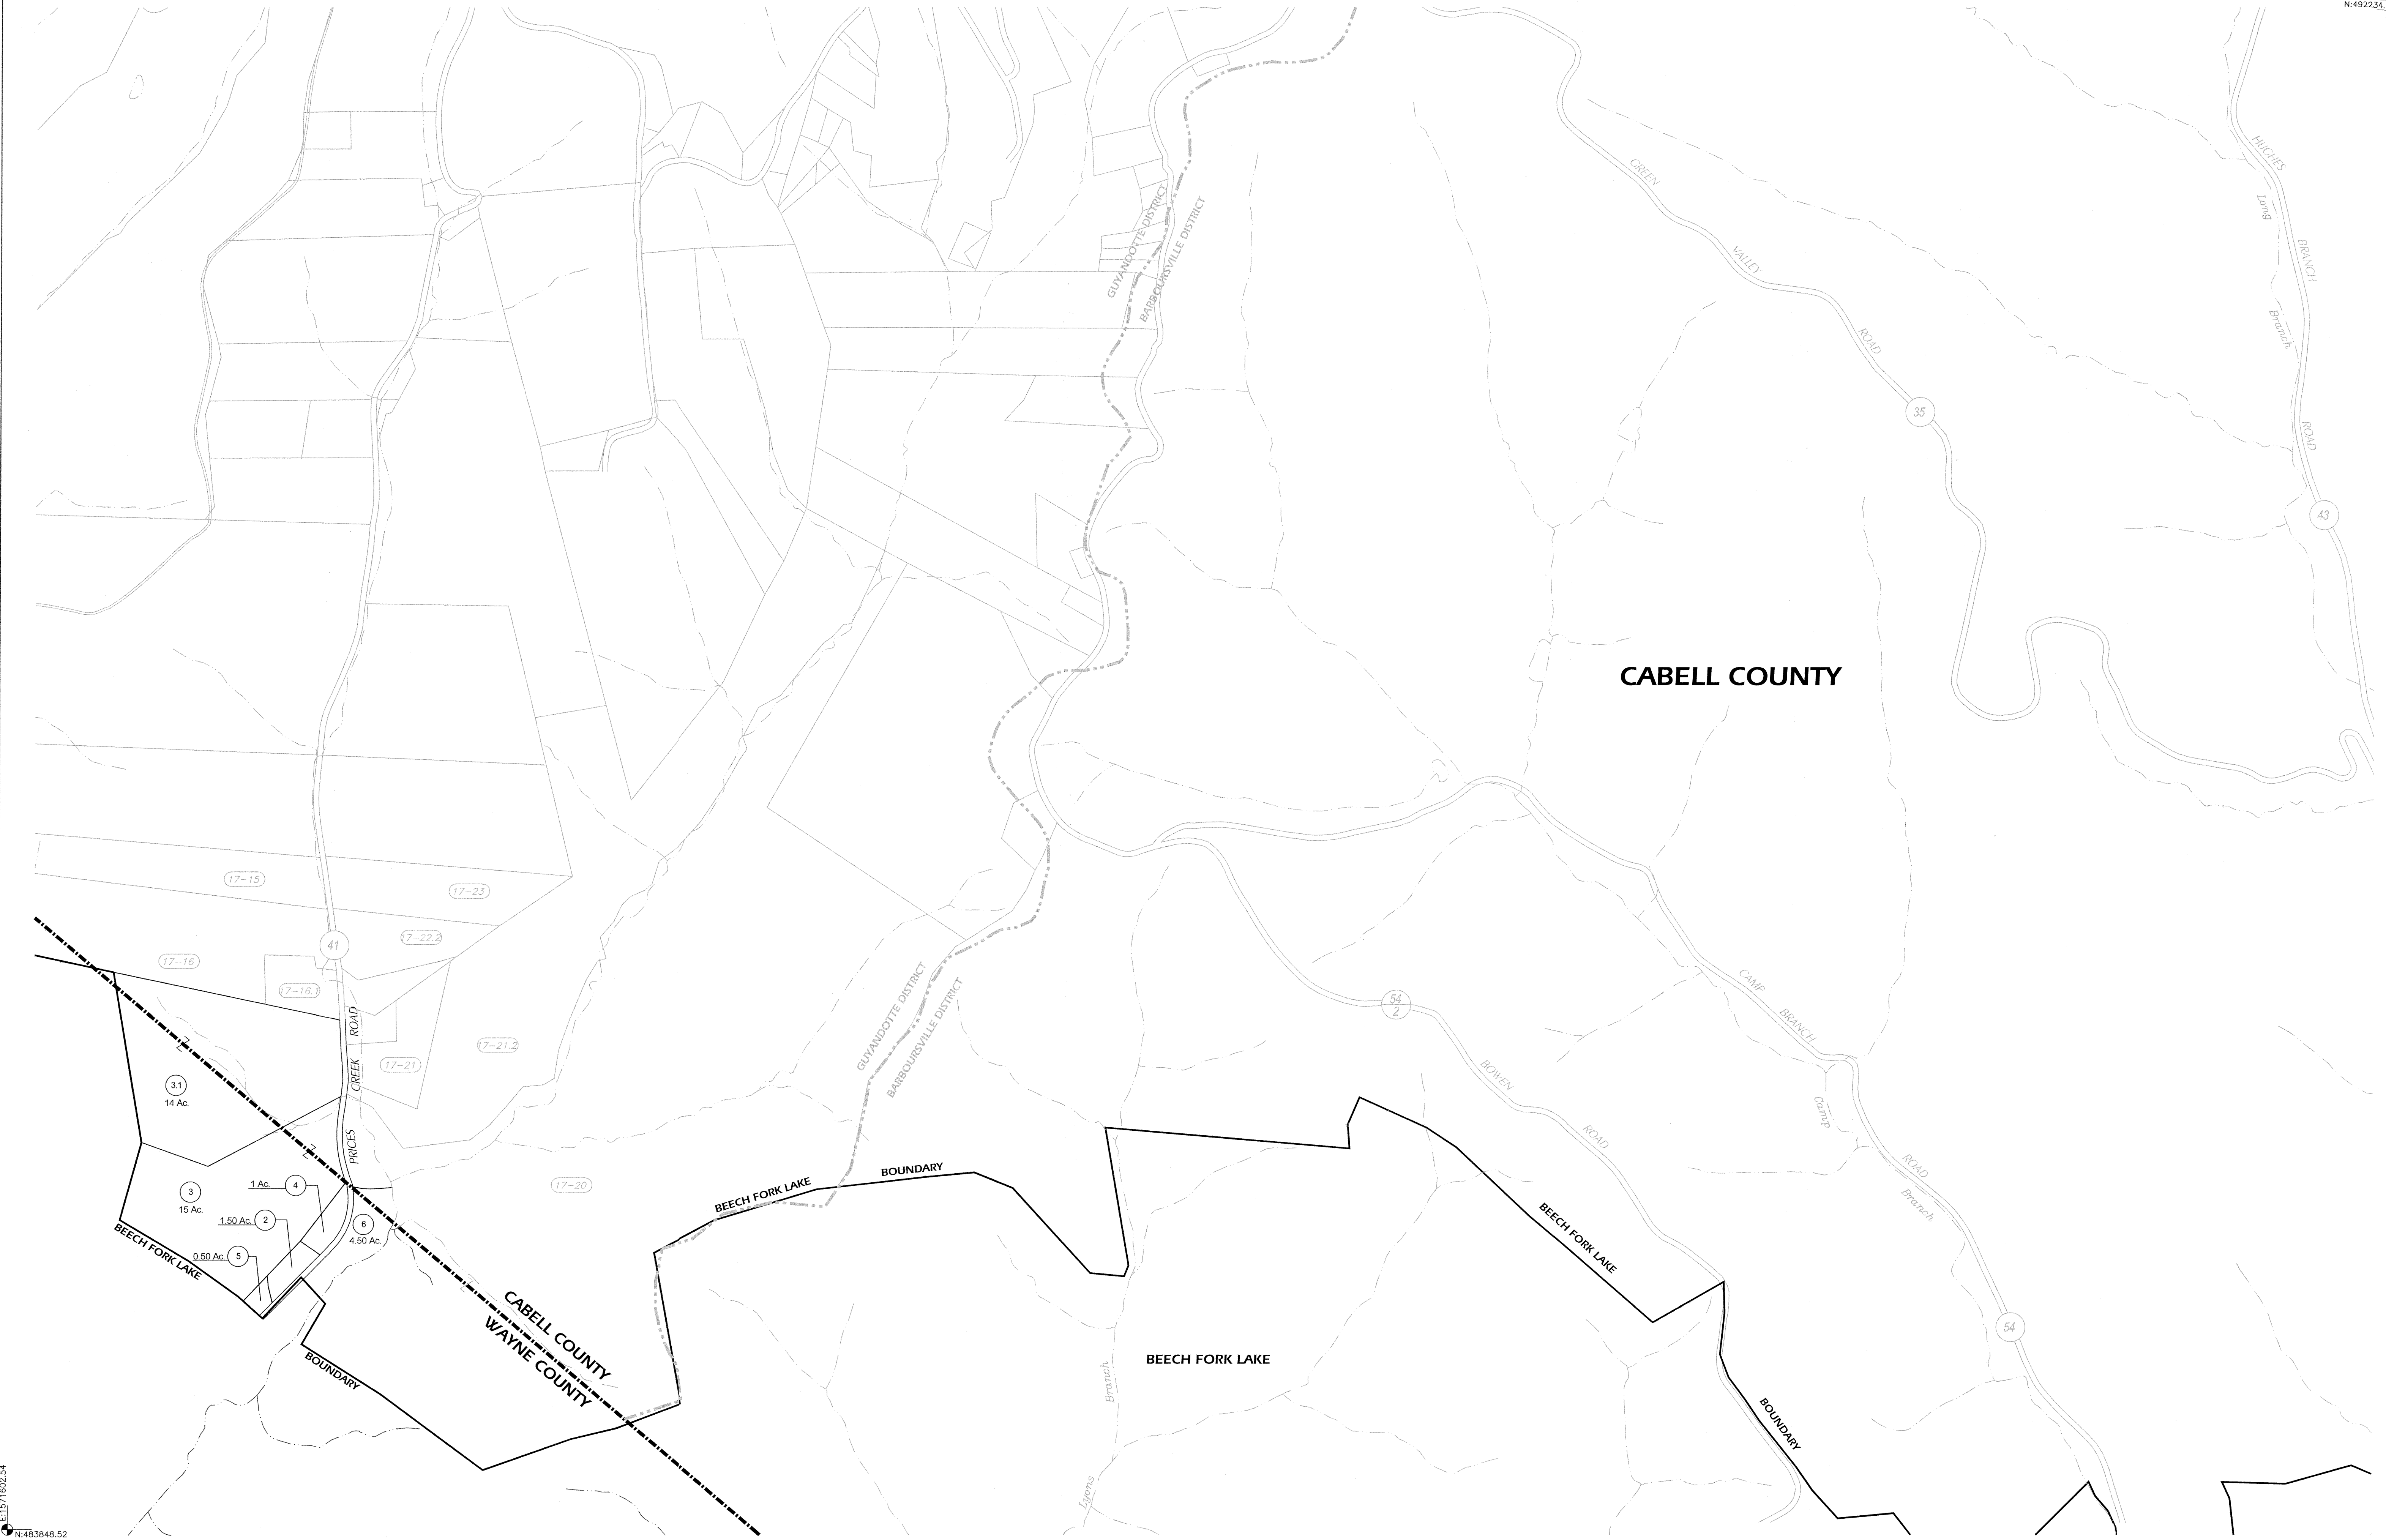 N:492234.
HUGHES
Long
BRANCH
Branch
ROAD
43
GREEN
VALLEY
ROAD
35
GUYANDOTTE DISTRICT
BARBOURSVILLE DISTRICT
CABELL COUNTY
17-15
17-23
17-22.2
41
17-16
17-16.1
17-21.2
17-21
17-20
PRICES CREEK ROAD
3.1
14 Ac.
3
15 Ac.
1 Ac.
4
1.50 Ac.
2
0.50 Ac.
5
6
4.50 Ac.
BEECH FORK LAKE
BOUNDARY
CABELL COUNTY
WAYNE COUNTY
GUYANDOTTE DISTRICT
BARBOURSVILLE DISTRICT
BEECH FORK LAKE
BOUNDARY
54
2
BOWEN
ROAD
CAMP
BRANCH
Camp
ROAD
Branch
54
BEECH FORK LAKE
BOUNDARY
BEECH FORK LAKE
Branch
Lyons
E:1571602.54
N:483848.52